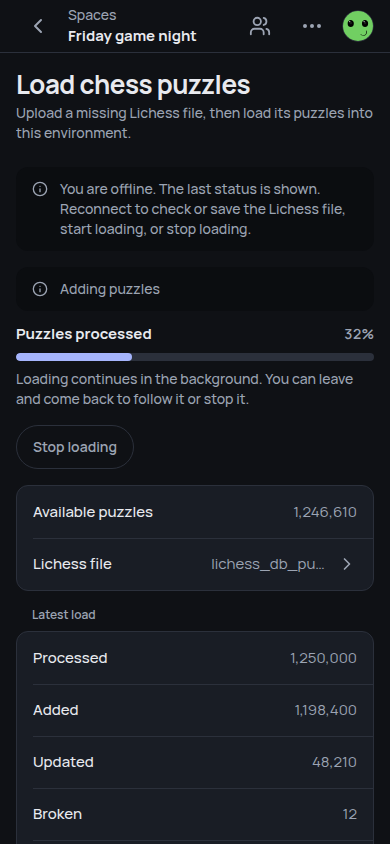 Spaces
Friday game night
Load chess puzzles
Upload a missing Lichess file, then load its puzzles into
this environment.
You are offline. The last status is shown.
Reconnect to check or save the Lichess file,
start loading, or stop loading.
Adding puzzles
Puzzles processed 32%
Loading continues in the background. You can leave
and come back to follow it or stop it.
Stop loading
Available puzzles 1,246,610
Lichess file lichess_db_pu...
Latest load
Processed 1,250,000
Added 1,198,400
Updated 48,210
Broken 12